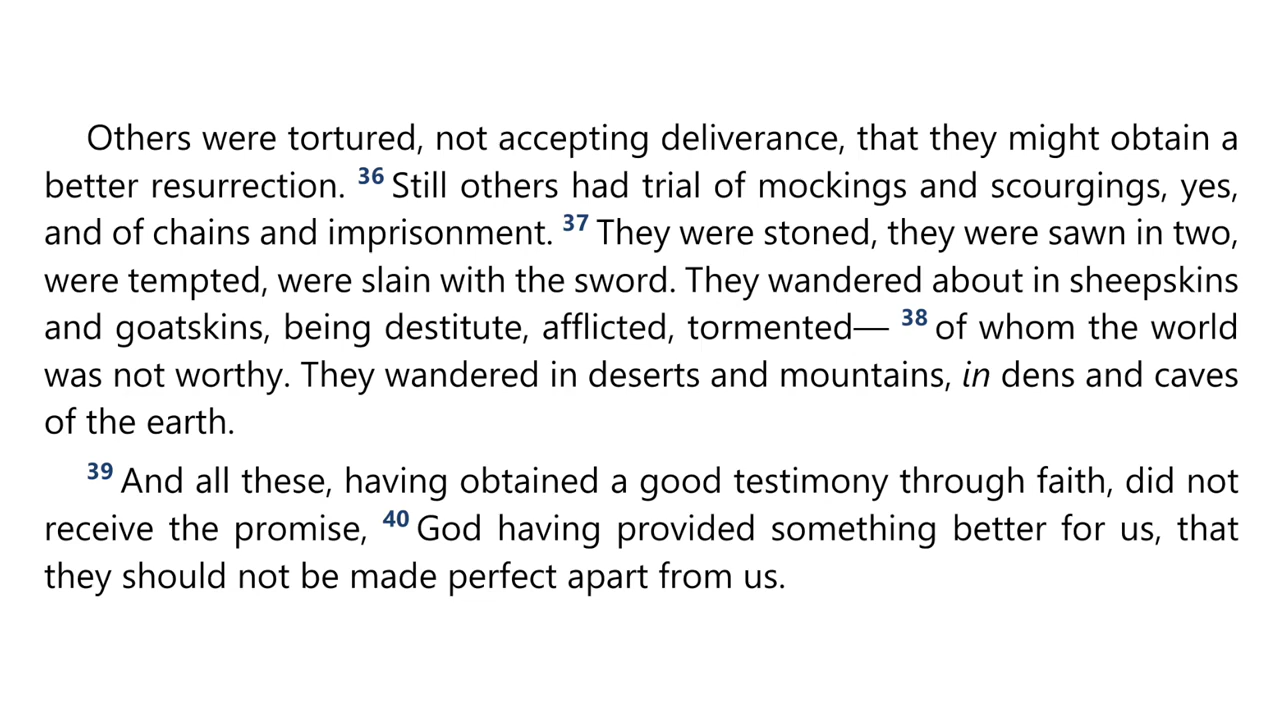 Others were tortured, not accepting deliverance, that they might obtain a
better resurrection. 36 Still others had trial of mockings and scourgings, yes,
and of chains and imprisonment. 37 They were stoned, they were sawn in two,
were tempted, were slain with the sword. They wandered about in sheepskins
and goatskins, being destitute, afflicted, tormented— 38 of whom the world
was not worthy. They wandered in deserts and mountains, in dens and caves
of the earth.
39 And all these, having obtained a good testimony through faith, did not
receive the promise, 40 God having provided something better for us, that
they should not be made perfect apart from us.